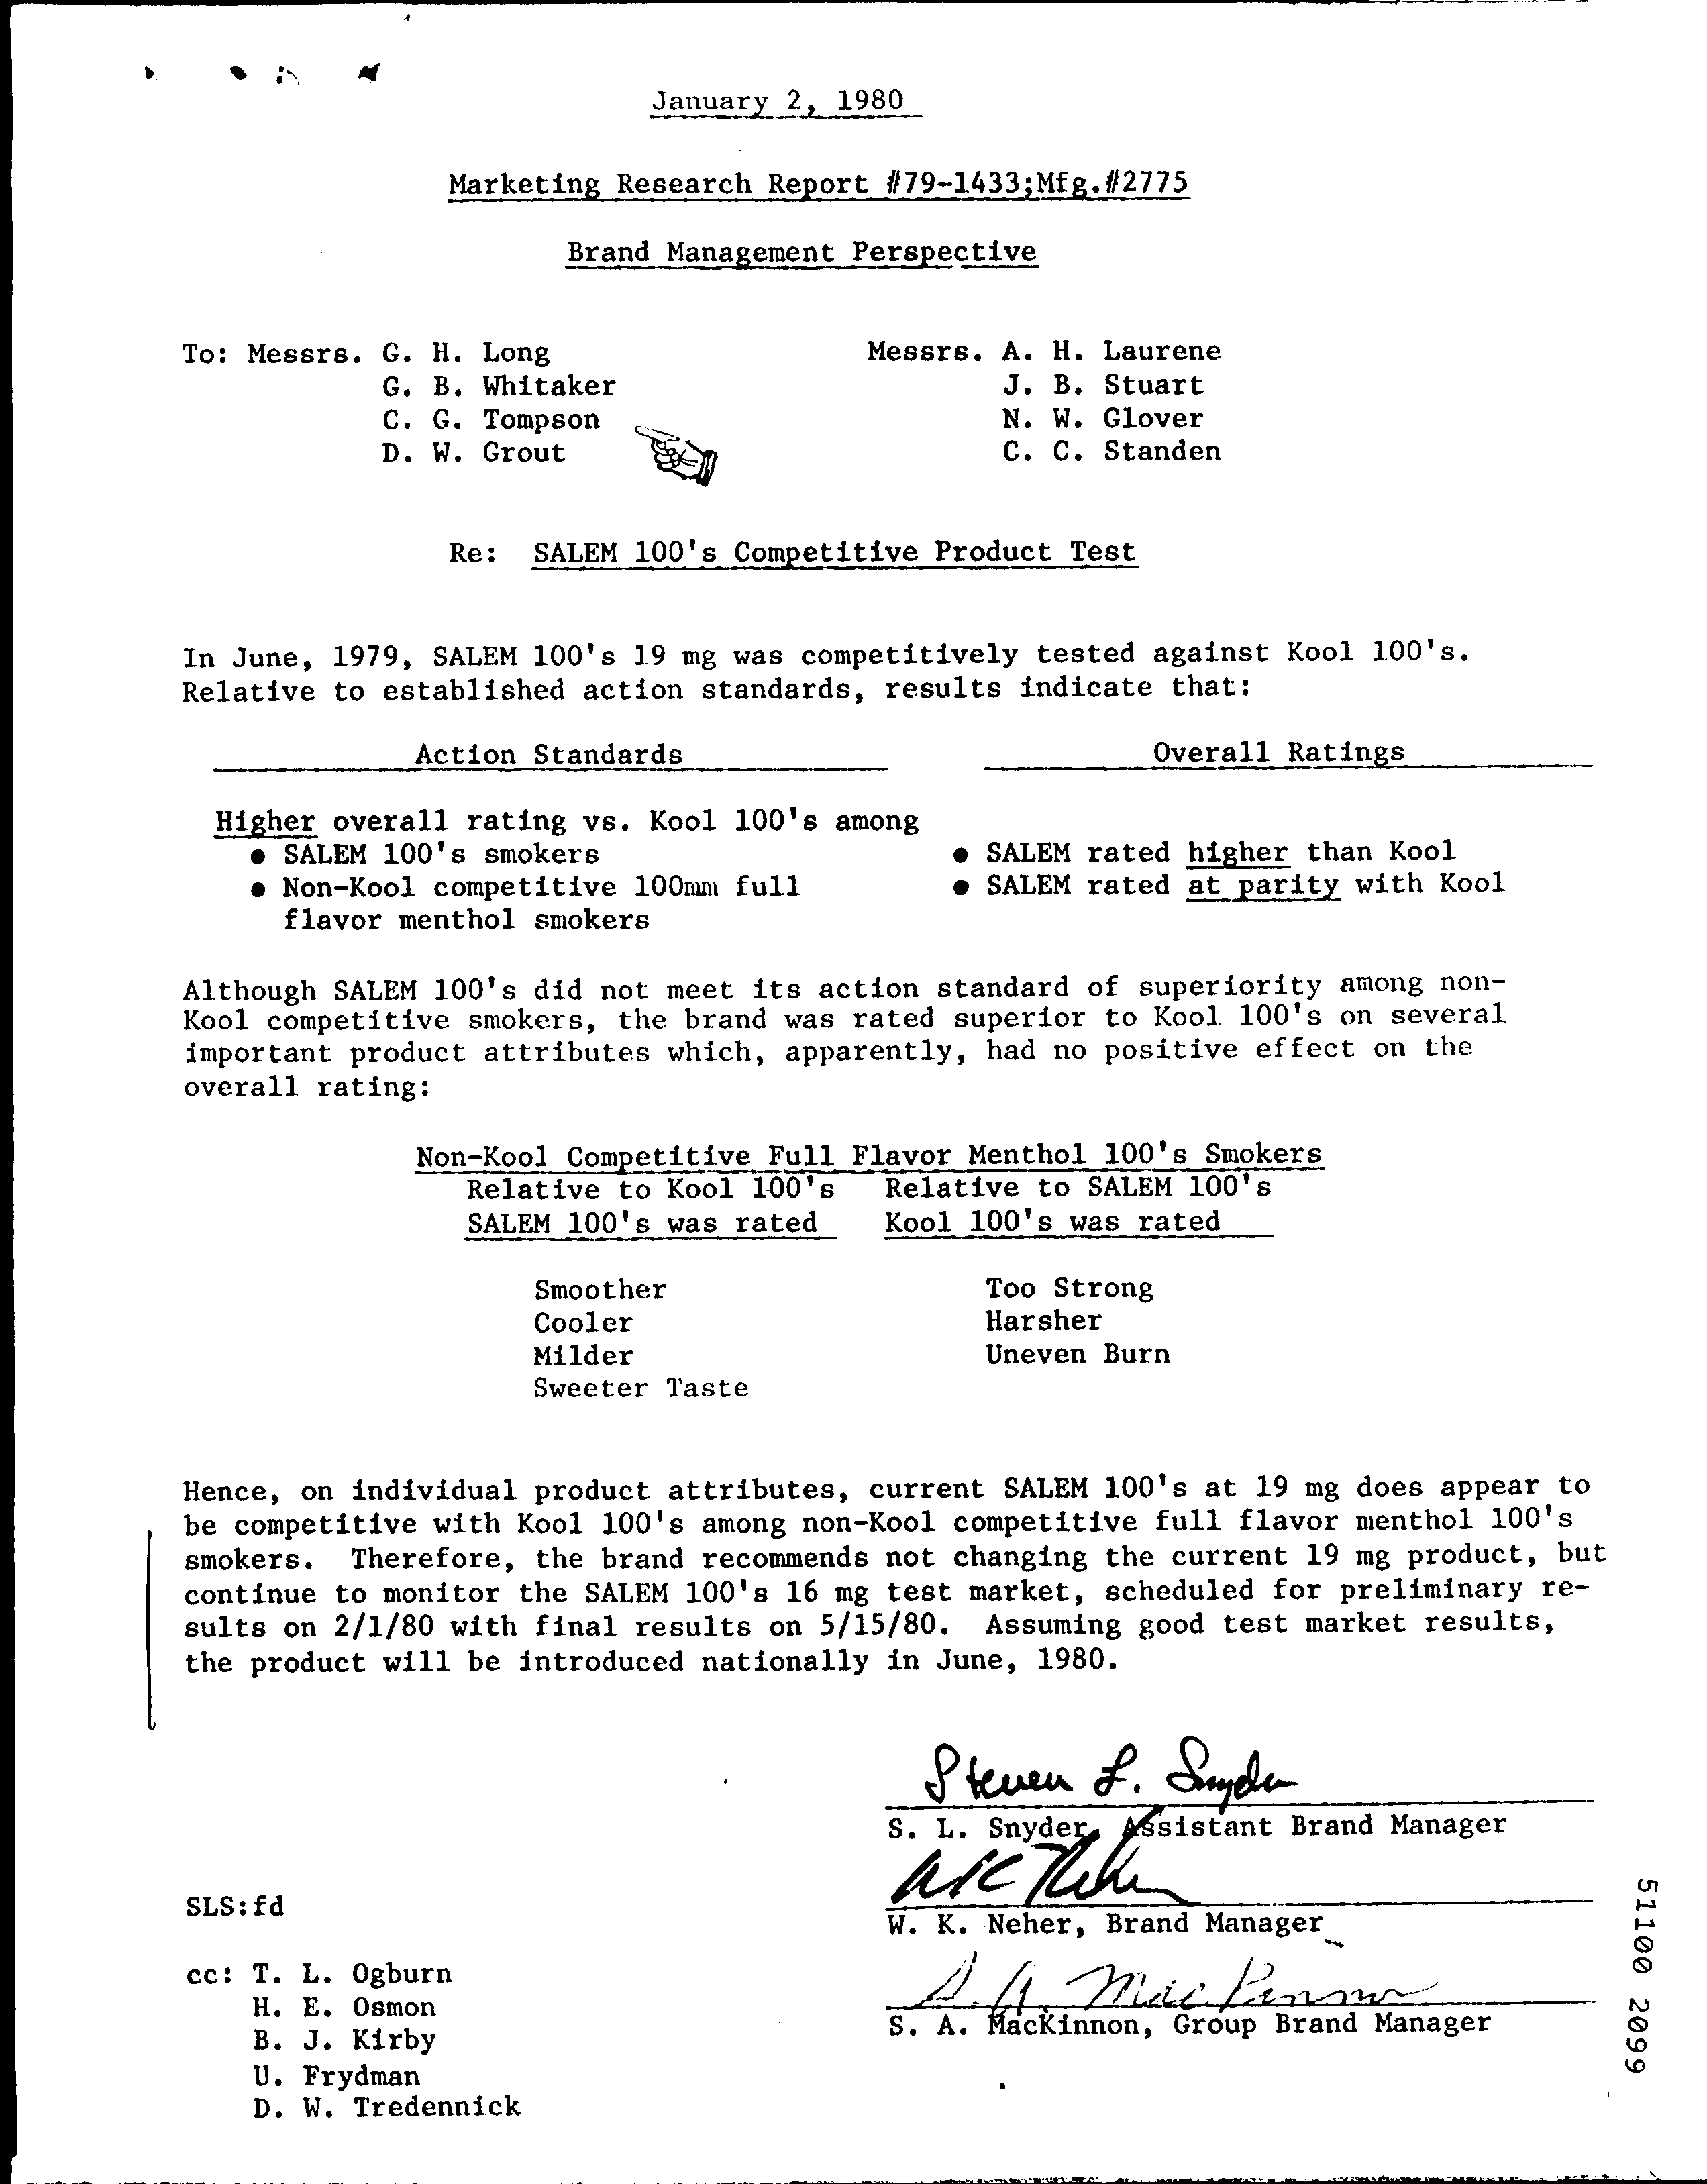 January 2, 1980
Marketing Research Report #79-1433;Mfg.#2775
Brand Management Perspective
To: Messrs. G. H. Long
G. B. Whitaker
C. G. Tompson
D. W. Grout
Messrs. A. H. Laurene
J. B. Stuart
N. W. Glover
C. C. Standen
Re: SALEM 100's Competitive Product Test
In June, 1979, SALEM 100's 19 mg was competitively tested against Kool 100's.
Relative to established action standards, results indicate that:
Action Standards Overall Ratings
Higher overall rating vs. Kool 100's among
● SALEM 100's smokers ● SALEM rated higher than Kool
● Non-Kool competitive 100mm full ● SALEM rated at parity with Kool
flavor menthol smokers
Although SALEM 100's did not meet its action standard of superiority among non-
Kool competitive smokers, the brand was rated superior to Kool 100's on several
important product attributes which, apparently, had no positive effect on the
overall rating:
Non-Kool Competitive Full Flavor Menthol 100's Smokers
Relative to Kool 100's Relative to SALEM 100's
SALEM 100's was rated Kool 100's was rated
Smoother Too Strong
Cooler Harsher
Milder Uneven Burn
Sweeter Taste
Hence, on individual product attributes, current SALEM 100's at 19 mg does appear to
be competitive with Kool 100's among non-Kool competitive full flavor menthol 100's
smokers. Therefore, the brand recommends not changing the current 19 mg product, but
continue to monitor the SALEM 100's 16 mg test market, scheduled for preliminary re-
sults on 2/1/80 with final results on 5/15/80. Assuming good test market results,
the product will be introduced nationally in June, 1980.
Steven L. Snyder
S. L. Snyder, Assistant Brand Manager
WK Neher
W. K. Neher, Brand Manager
S. A. MacKinnon
S. A. MacKinnon, Group Brand Manager
SLS:fd
cc: T. L. Ogburn
H. E. Osmon
B. J. Kirby
U. Frydman
D. W. Tredennick
51100 2099